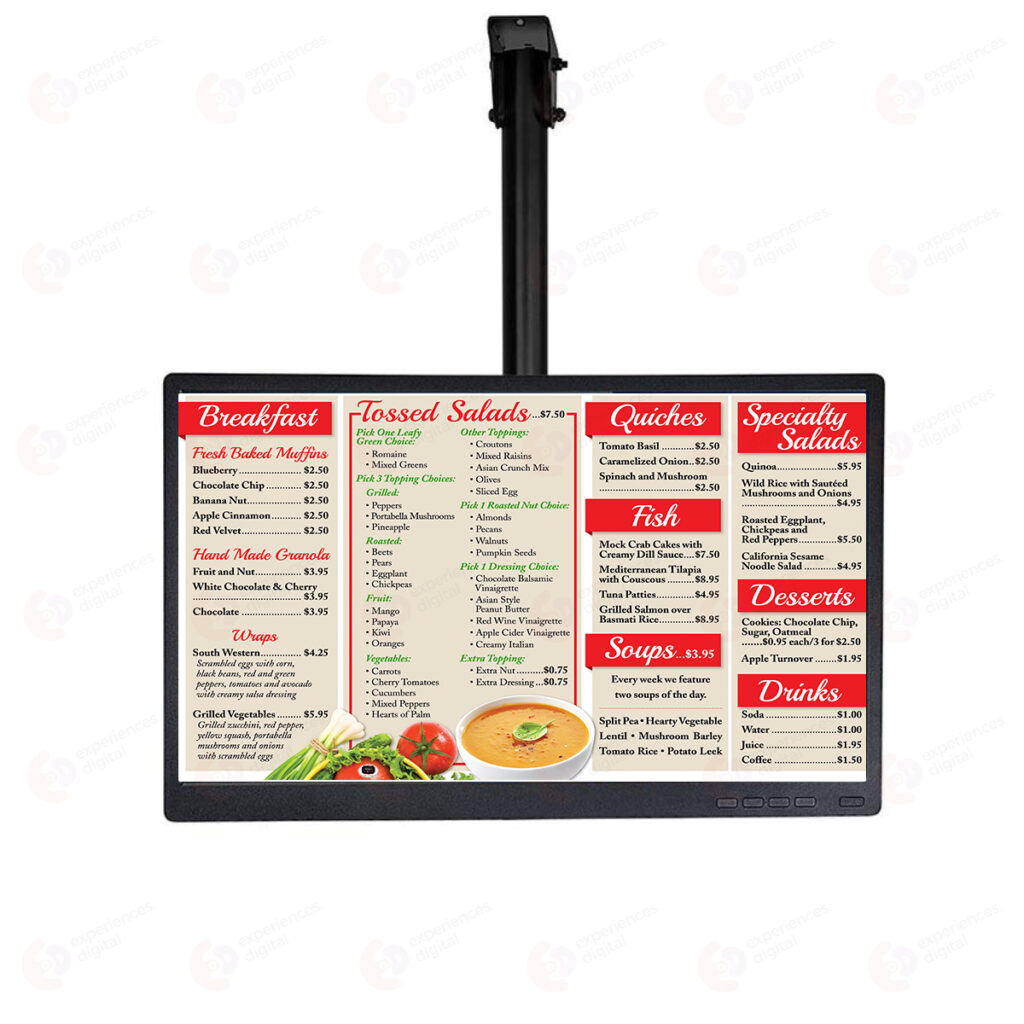 Breakfast
Fresh Baked Muffins
Blueberry....................$2.50
Chocolate Chip ..........$2.50
Banana Nut...............$2.50
Apple Cinnamon........$2.50
Red Velvet..................$2.50
Hand Made Granola
Fruit and Nut..............$3.95
White Chocolate & Cherry
....................................$3.95
Chocolate ...................$3.95
Wraps
South Western............$4.25
Scrambled eggs with corn,
black beans, red and green
peppers, tomatoes and avocado
with creamy salsa dressing
Grilled Vegetables ........$5.95
Grilled zucchini, red pepper,
yellow squash, portabella
mushrooms and onions
with scrambled eggs
Tossed Salads...$7.50
Pick One Leafy
Green Choice:
• Romaine
• Mixed Greens
Pick 3 Topping Choices:
Grilled:
• Peppers
• Portabella Mushrooms
• Pineapple
Roasted:
• Beets
• Pears
• Eggplant
• Chickpeas
Fruit:
• Mango
• Papaya
• Kiwi
• Oranges
Vegetables:
• Carrots
• Cherry Tomatoes
• Cucumbers
• Mixed Peppers
• Hearts of Palm
Other Toppings:
• Croutons
• Mixed Raisins
• Asian Crunch Mix
• Olives
• Sliced Egg
Pick 1 Roasted Nut Choice:
• Almonds
• Pecans
• Walnuts
• Pumpkin Seeds
Pick 1 Dressing Choice:
• Chocolate Balsamic
Vinaigrette
• Asian Style
Peanut Butter
• Red Wine Vinaigrette
• Apple Cider Vinaigrette
• Creamy Italian
Extra Topping:
• Extra Nut .........$0.75
• Extra Dressing ...$0.75
Quiches
Tomato Basil ...............$2.50
Caramelized Onion..$2.50
Spinach and Mushroom
..............................$2.50
Fish
Mock Crab Cakes with
Creamy Dill Sauce....$7.50
Mediterranean Tilapia
with Couscous ........$8.95
Tuna Patties.............$4.95
Grilled Salmon over
Basmati Rice............$8.95
Soups...$3.95
Every week we feature
two soups of the day.
Split Pea • Hearty Vegetable
Lentil • Mushroom Barley
Tomato Rice • Potato Leek
Specialty
Salads
Quinoa........................$5.95
Wild Rice with Sautéed
Mushrooms and Onions
................................$4.95
Roasted Eggplant,
Chickpeas and
Red Peppers .............$5.50
California Sesame
Noodle Salad ............$4.95
Desserts
Cookies: Chocolate Chip,
Sugar, Oatmeal
.......$0.95 each/3 for $2.50
Apple Turnover .......$1.95
Drinks
Soda ..........................$1.00
Water ........................$1.00
Juice ..........................$1.95
Coffee .......................$1.50
experiences.
digital